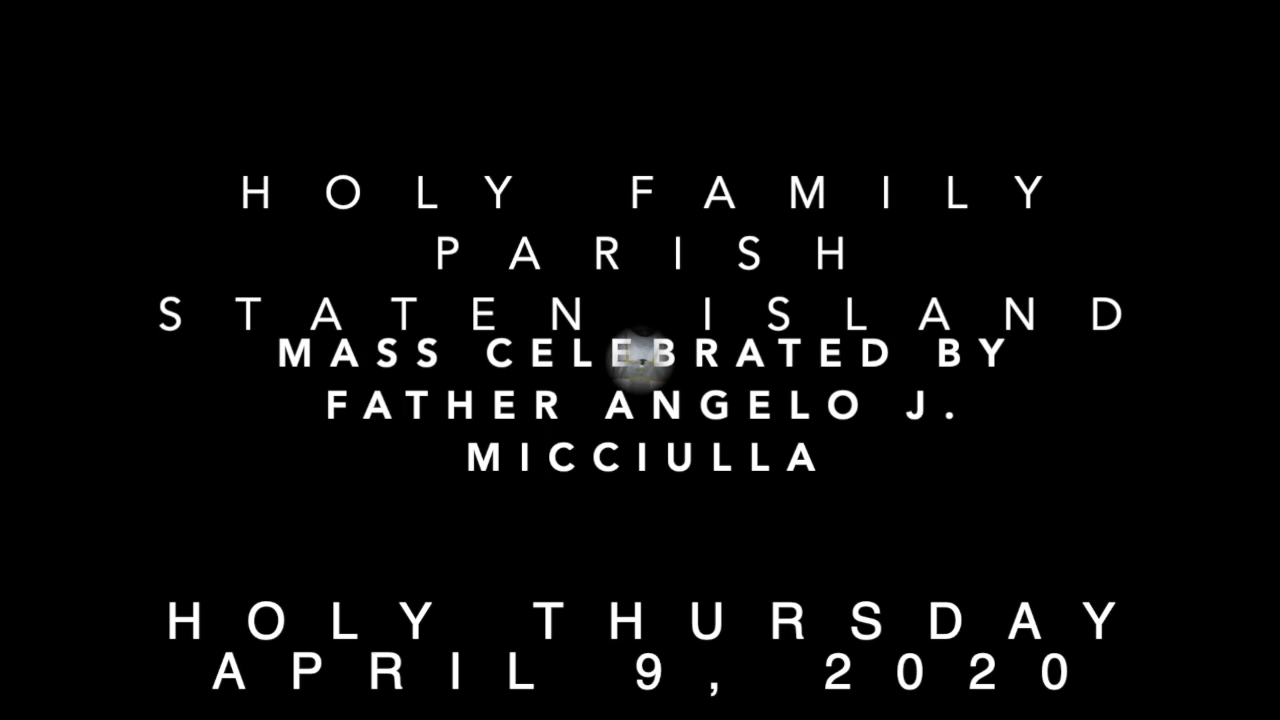 HOLY FAMILY
PARISH
STATEN ISLAND
MASS CELEBRATED BY
FATHER ANGELO J.
MICCIULLA
HOLY THURSDAY
APRIL 9, 2020